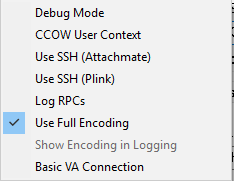 Debug Mode
CCOW User Context
Use SSH (Attachmate)
Use SSH (Plink)
Log RPCs
Use Full Encoding
Show Encoding in Logging
Basic VA Connection